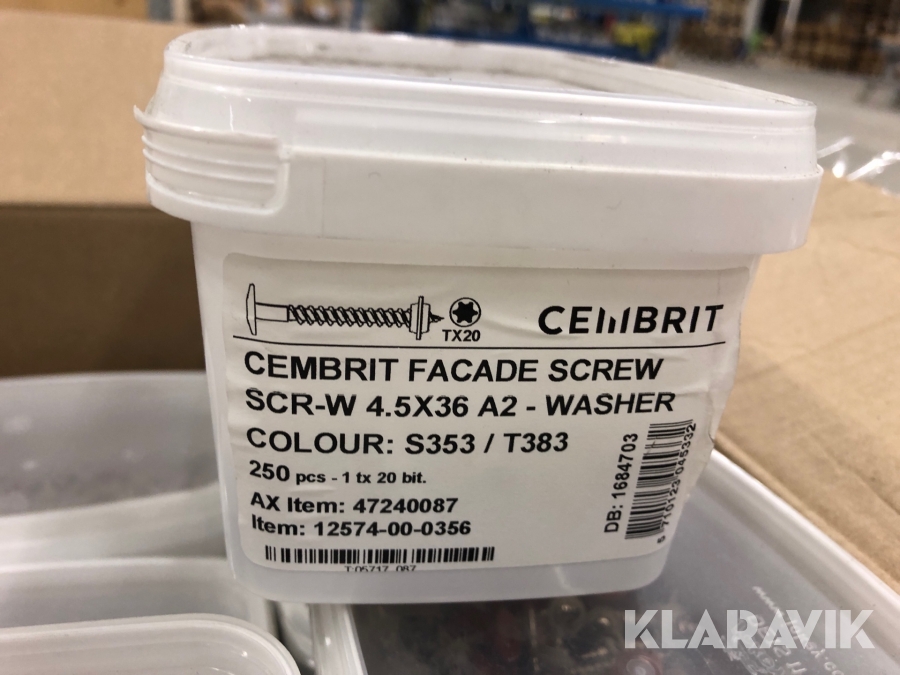 CEMBRIT
TX20
CEMBRIT FACADE SCREW
SCR-W 4.5X36 A2 - WASHER
COLOUR: S353 / T383
250 pcs - 1 tx 20 bit.
AX Item: 47240087
Item: 12574-00-0356
DB: 1684703
5710123045332
KLARAVIK